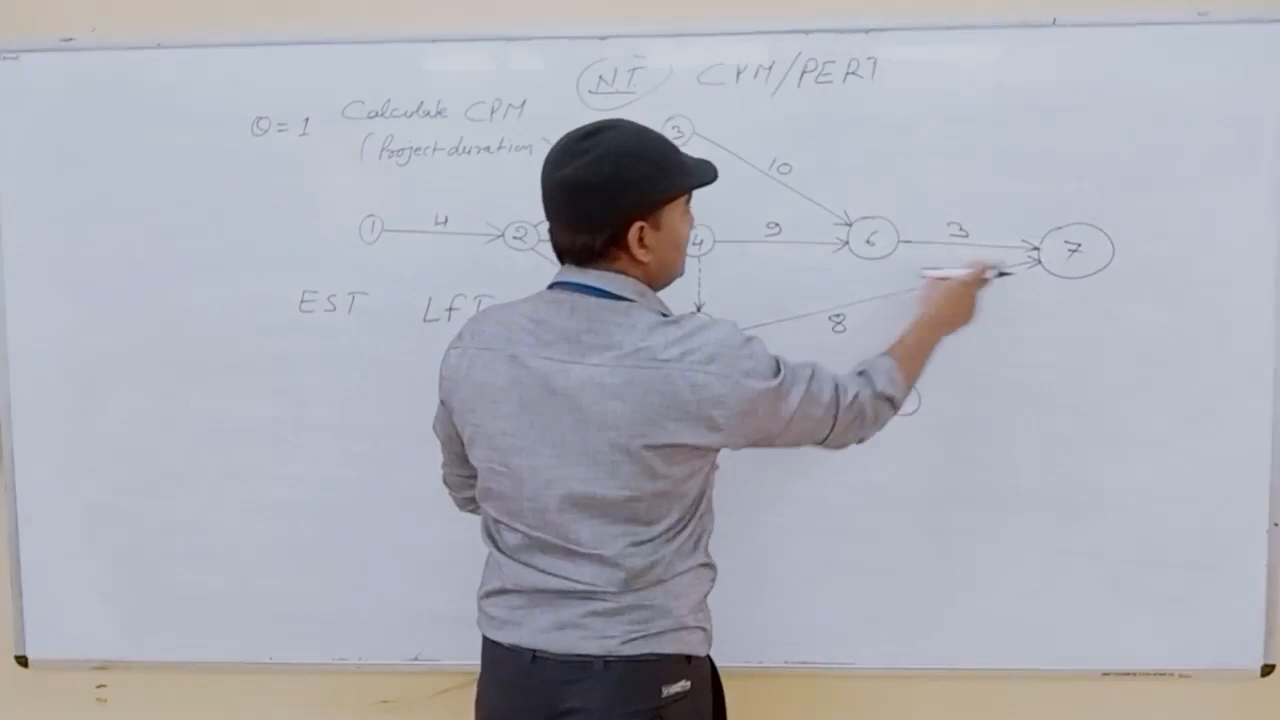 N.T. CPM/PERT
Q=1 Calculate CPM
(Project duration)
3
10
1 4 2 4 9 6 3 7
EST LFT
8